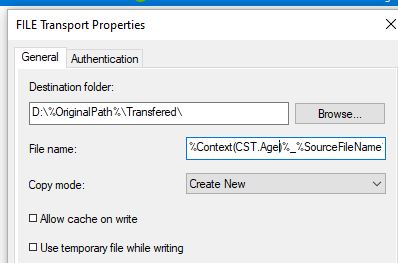 FILE Transport Properties
General Authentication
Destination folder:
D:\%OriginalPath%\Transfered\ Browse...
File name: %Context(CST.Age)%_%SourceFileName
Copy mode: Create New
Allow cache on write
Use temporary file while writing